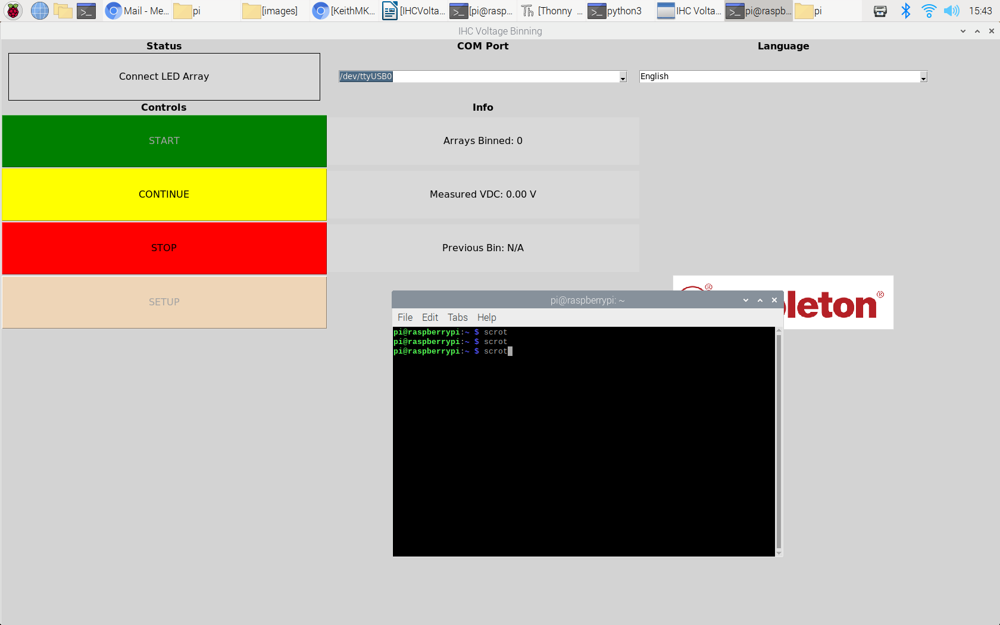 Mail - Me...
pi
[images]
[KeithMK...
[IHCVolta...
[pi@rasp...
Th
[Thonny ...
python3
IHC Volta...
pi@raspb...
pi
15:43
IHC Voltage Binning
Status
COM Port
Language
Connect LED Array
/dev/ttyUSB0
English
Controls
Info
START
Arrays Binned: 0
CONTINUE
Measured VDC: 0.00 V
STOP
Previous Bin: N/A
SETUP
®
leton®
pi@raspberrypi: ~
File Edit Tabs Help
pi@raspberrypi:~ $ scrot
pi@raspberrypi:~ $ scrot
pi@raspberrypi:~ $ scrot